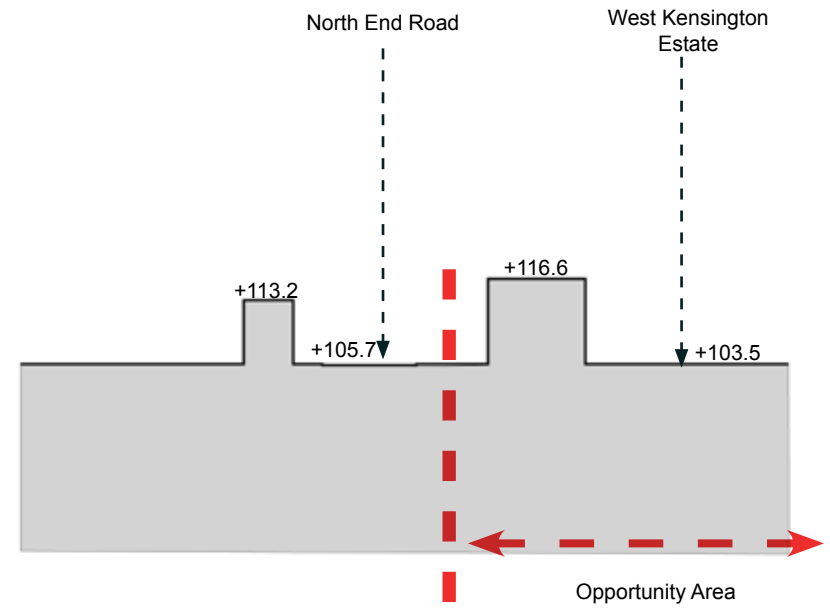 North End Road
West Kensington
Estate
+116.6
+113.2
+105.7
+103.5
Opportunity Area